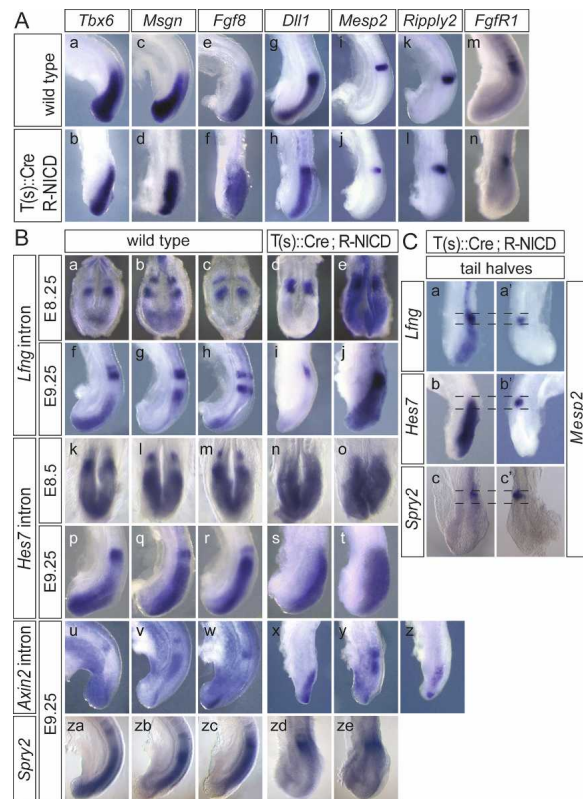 A
Tbx6 Msgn Fgf8 Dll1 Mesp2 Ripply2 FgfR1
wild type
a c e g i k m
T(s)::Cre
R-NICD
b d f h j l n
B
wild type T(s)::Cre ; R-NICD
Lfng intron
E8.25
a b c d e
E9.25
f g h i j
Hes7 intron
E8.5
k l m n o
E9.25
p q r s t
Axin2 intron
u v w x y z
E9.25
Spry2
za zb zc zd ze
C
T(s)::Cre ; R-NICD
tail halves
Lfng
a a'
Hes7
b b'
Spry2
c c'
Mesp2